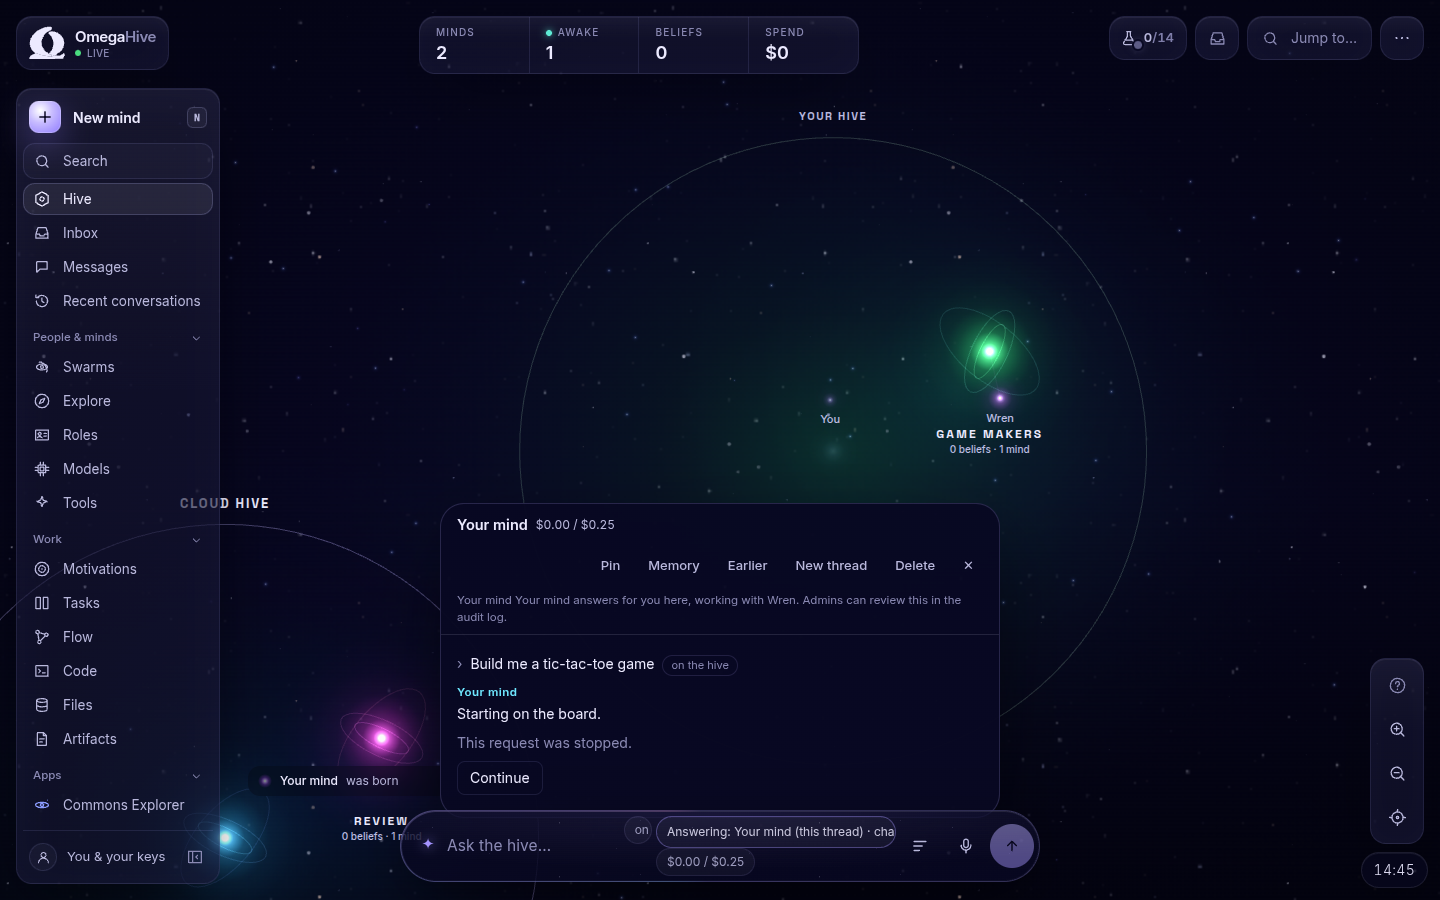 OmegaHive
LIVE
MINDS
2
AWAKE
1
BELIEFS
0
SPEND
$0
0/14
Jump to...
New mind
N
Search
Hive
Inbox
Messages
Recent conversations
People & minds
Swarms
Explore
Roles
Models
Tools
Work
Motivations
Tasks
Flow
Code
Files
Artifacts
Apps
Commons Explorer
You & your keys
YOUR HIVE
You
Wren
GAME MAKERS
0 beliefs · 1 mind
CLOUD HIVE
Your mind was born
REVIEW
0 beliefs · 1 mind
Your mind $0.00 / $0.25
Pin
Memory
Earlier
New thread
Delete
×
Your mind Your mind answers for you here, working with Wren. Admins can review this in the
audit log.
› Build me a tic-tac-toe game on the hive
Your mind
Starting on the board.
This request was stopped.
Continue
Ask the hive...
on
Answering: Your mind (this thread) · cha
$0.00 / $0.25
14:45